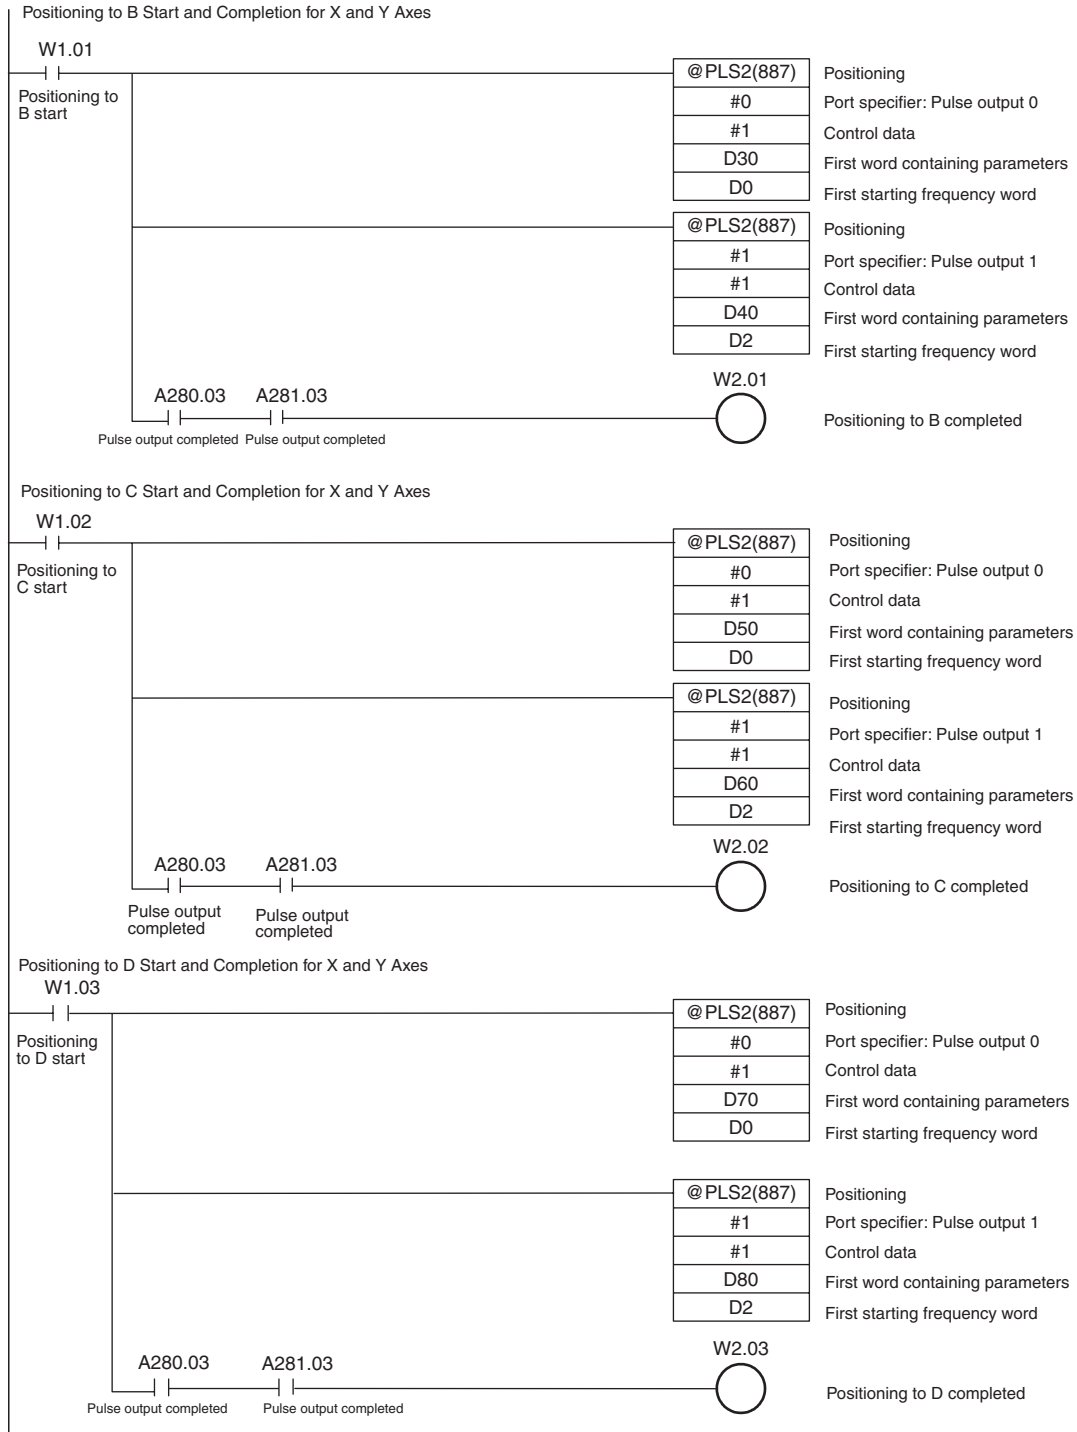 Positioning to B Start and Completion for X and Y Axes
W1.01
Positioning to
B start
@PLS2(887) Positioning
#0 Port specifier: Pulse output 0
#1 Control data
D30 First word containing parameters
D0 First starting frequency word
@PLS2(887) Positioning
#1 Port specifier: Pulse output 1
#1 Control data
D40 First word containing parameters
D2 First starting frequency word
W2.01
A280.03 A281.03
Positioning to B completed
Pulse output completed Pulse output completed
Positioning to C Start and Completion for X and Y Axes
W1.02
Positioning to
C start
@PLS2(887) Positioning
#0 Port specifier: Pulse output 0
#1 Control data
D50 First word containing parameters
D0 First starting frequency word
@PLS2(887) Positioning
#1 Port specifier: Pulse output 1
#1 Control data
D60 First word containing parameters
D2 First starting frequency word
W2.02
A280.03 A281.03
Positioning to C completed
Pulse output
completed
Pulse output
completed
Positioning to D Start and Completion for X and Y Axes
W1.03
Positioning
to D start
@PLS2(887) Positioning
#0 Port specifier: Pulse output 0
#1 Control data
D70 First word containing parameters
D0 First starting frequency word
@PLS2(887) Positioning
#1 Port specifier: Pulse output 1
#1 Control data
D80 First word containing parameters
D2 First starting frequency word
W2.03
A280.03 A281.03
Positioning to D completed
Pulse output completed Pulse output completed